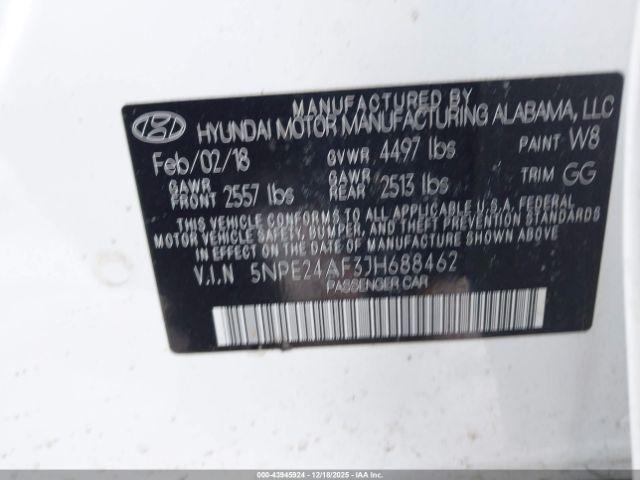 MANUFACTURED BY
HYUNDAI MOTOR MANUFACTURING ALABAMA, LLC
Feb/02/18 GVWR 4497 lbs PAINT W8
GAWR FRONT 2557 lbs GAWR REAR 2513 lbs TRIM GG
THIS VEHICLE CONFORMS TO ALL APPLICABLE U.S.A. FEDERAL
MOTOR VEHICLE SAFETY, BUMPER, AND THEFT PREVENTION STANDARDS
IN EFFECT ON THE DATE OF MANUFACTURE SHOWN ABOVE.
V.I.N 5NPE24AF3JH688462
PASSENGER CAR
000-43945924 - 12/18/2025 - Copyright © 2025 IAA, Inc.